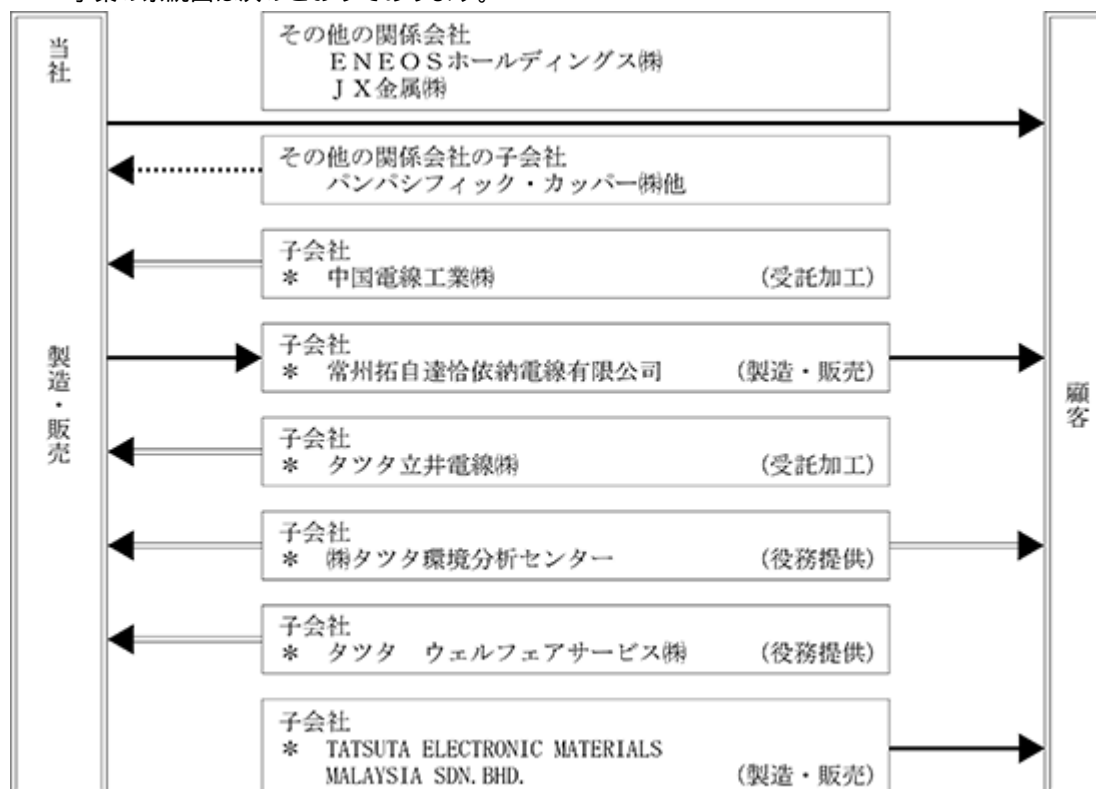 事業の系統図は次のとおりであります。
当社
製造・販売
その他の関係会社
ＥＮＥＯＳホールディングス㈱
ＪＸ金属㈱
その他の関係会社の子会社
パンパシフィック・カッパー㈱他
子会社
＊ 中国電線工業㈱ （受託加工）
子会社
＊ 常州拓自達恰依納電線有限公司 （製造・販売）
子会社
＊ タツタ立井電線㈱ （受託加工）
子会社
＊ ㈱タツタ環境分析センター （役務提供）
子会社
＊ タツタ　ウェルフェアサービス㈱ （役務提供）
子会社
＊ TATSUTA ELECTRONIC MATERIALS
MALAYSIA SDN.BHD. （製造・販売）
顧客